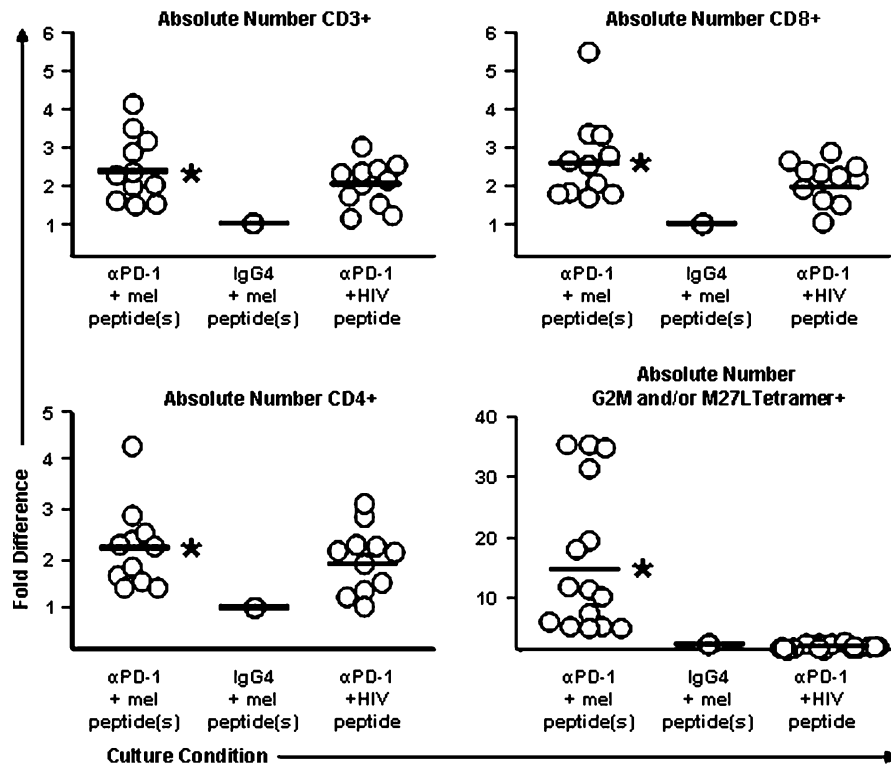 Absolute Number CD3+
6
5
4
3
2
1
αPD-1
+ mel
peptide(s)
IgG4
+ mel
peptide(s)
αPD-1
+HIV
peptide
Absolute Number CD8+
6
5
4
3
2
1
αPD-1
+ mel
peptide(s)
IgG4
+ mel
peptide(s)
αPD-1
+HIV
peptide
Absolute Number CD4+
5
4
3
2
1
αPD-1
+ mel
peptide(s)
IgG4
+ mel
peptide(s)
αPD-1
+HIV
peptide
Absolute Number
G2M and/or M27LTetramer+
40
30
20
10
αPD-1
+ mel
peptide(s)
IgG4
+ mel
peptide(s)
αPD-1
+HIV
peptide
Fold Difference
Culture Condition